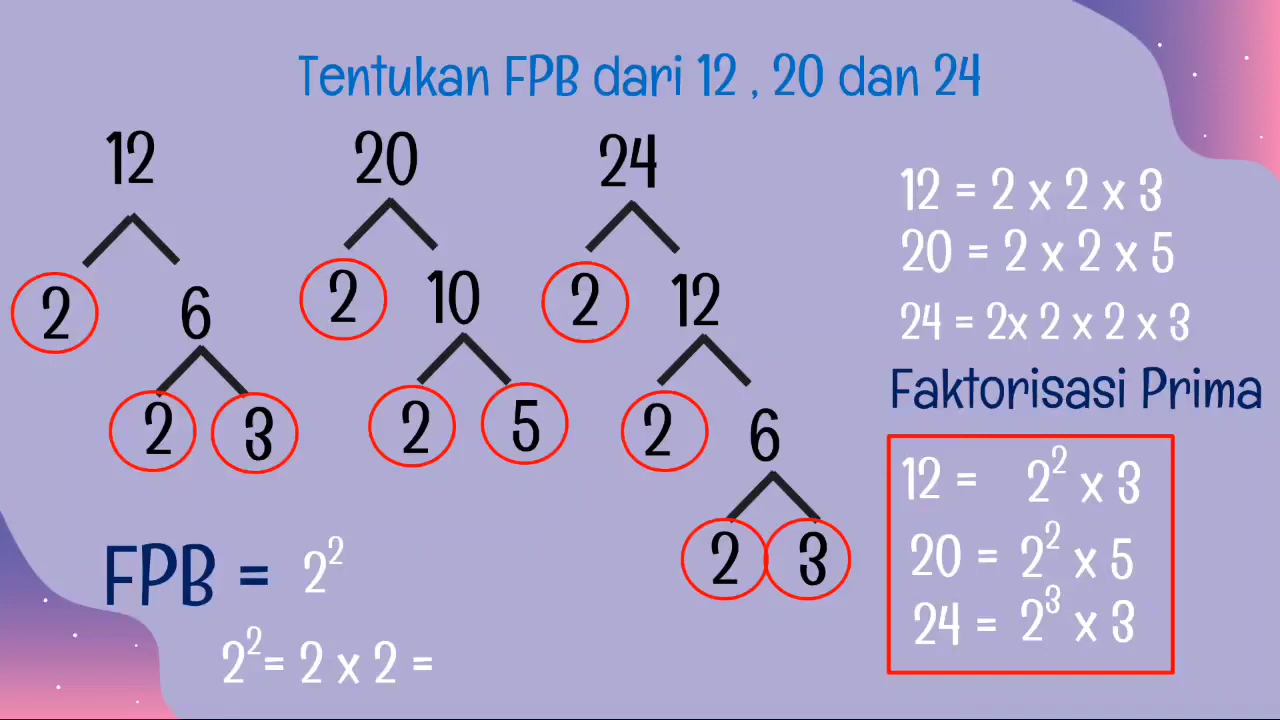 Tentukan FPB dari 12 , 20 dan 24
12 20 24
2 6 2 10 2 12
2 3 2 5 2 6
2 3
12 = 2 x 2 x 3
20 = 2 x 2 x 5
24 = 2x 2 x 2 x 3
Faktorisasi Prima
12 = 2² x 3
20 = 2² x 5
24 = 2³ x 3
FPB = 2²
2²= 2 x 2 =